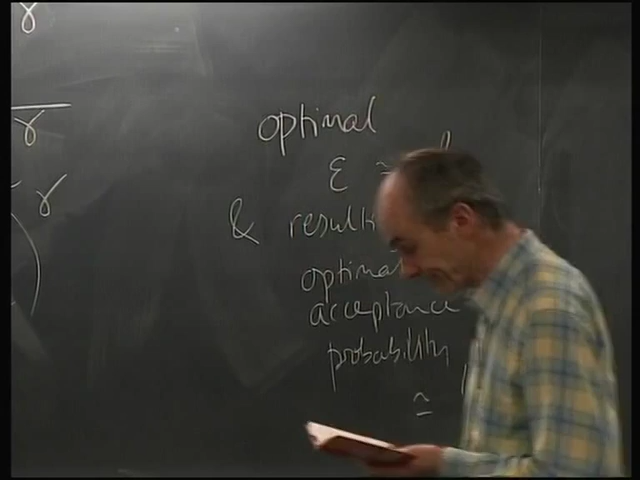 γ
γ
γ
optimal
ε ≃
& result
optimal
acceptance
probability
≃